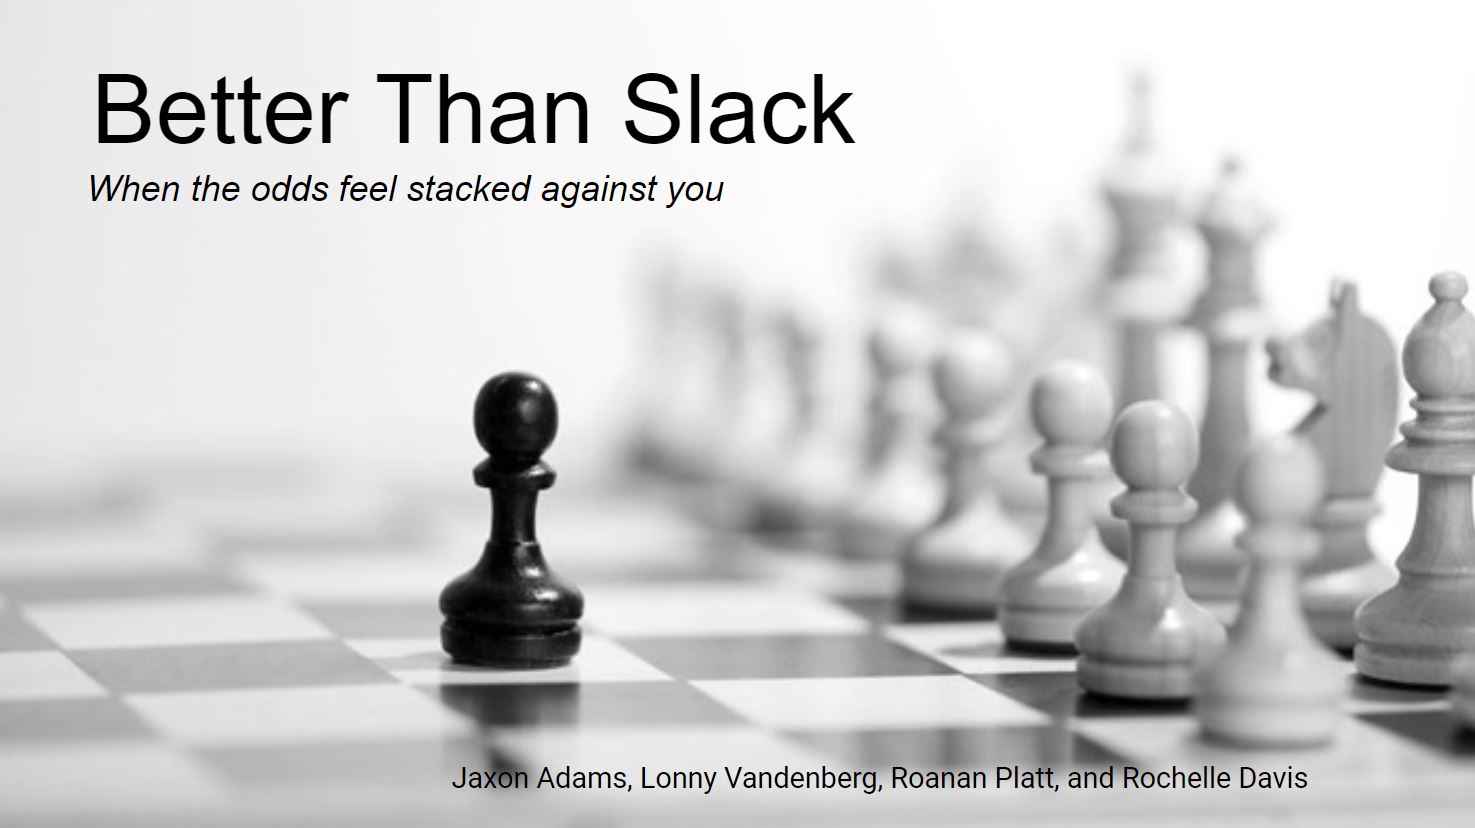 Better Than Slack
When the odds feel stacked against you
Jaxon Adams, Lonny Vandenberg, Roanan Platt, and Rochelle Davis